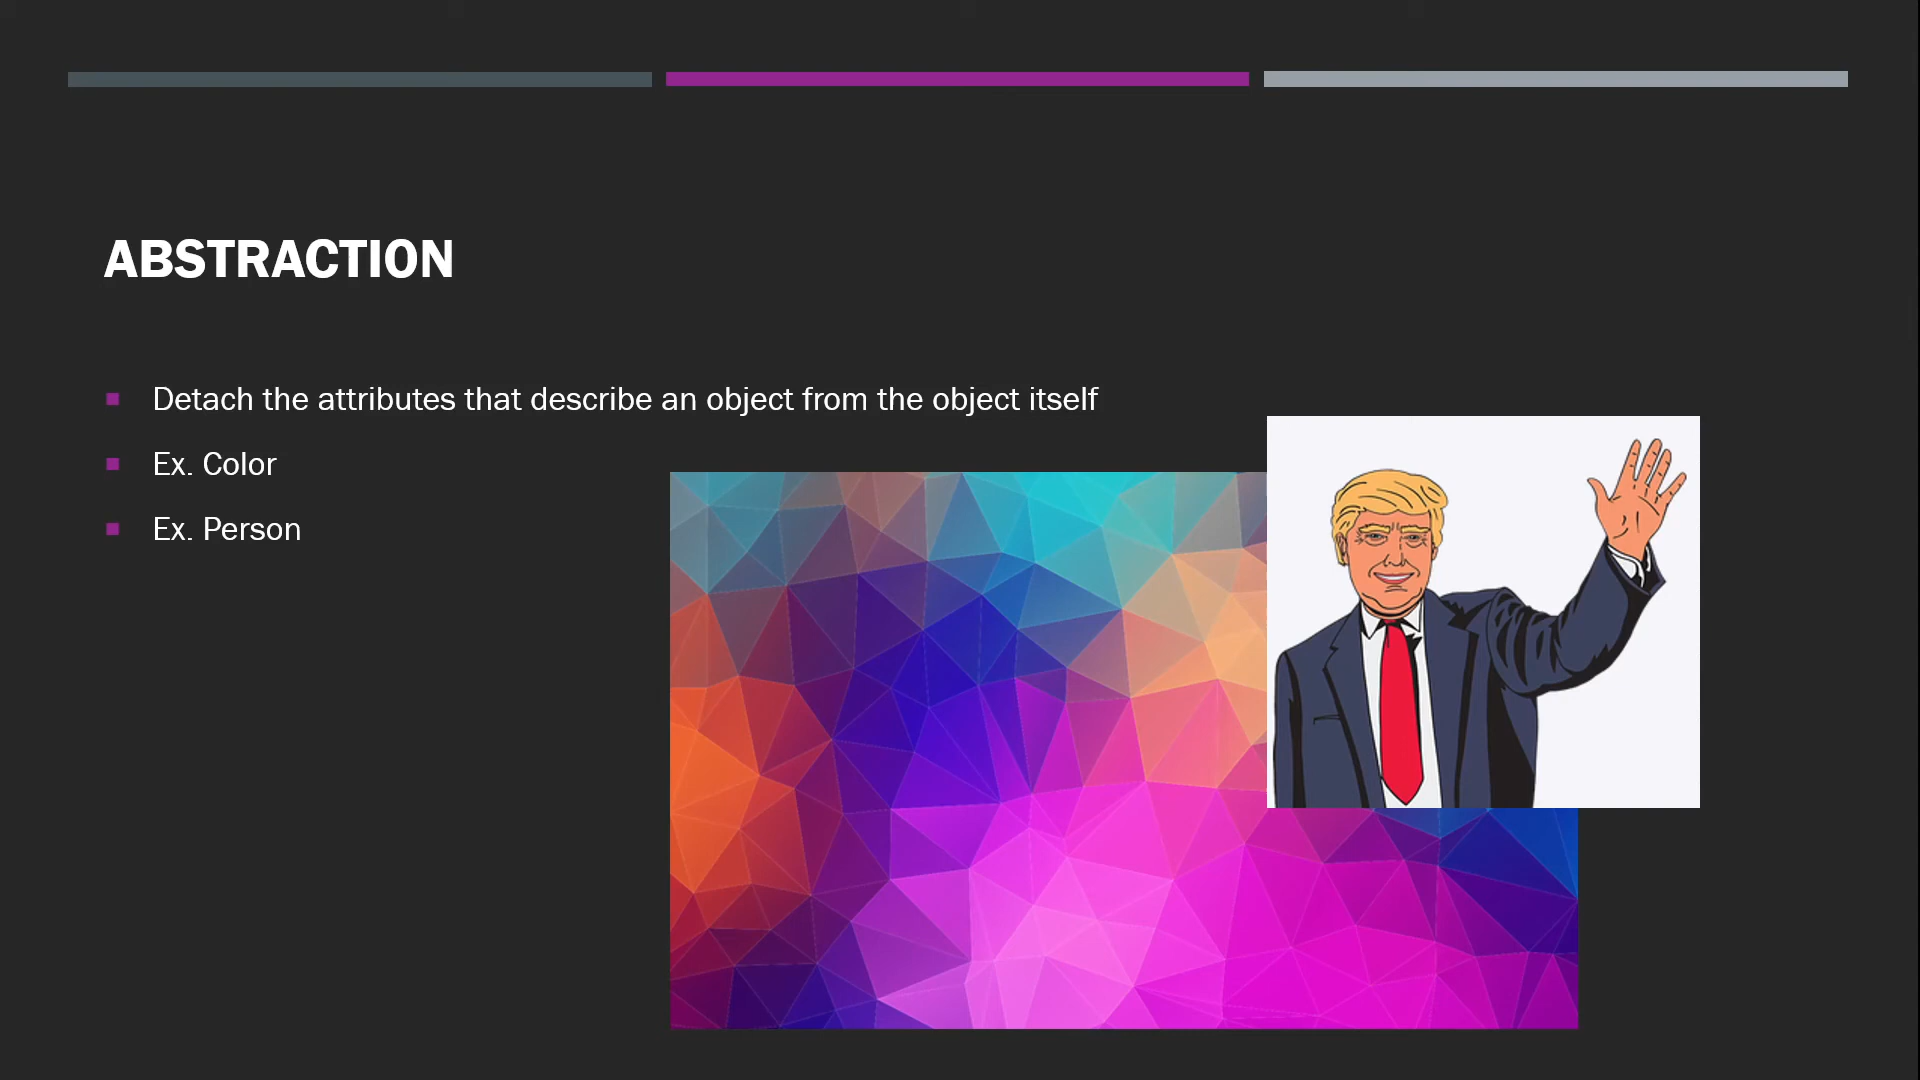 ABSTRACTION
Detach the attributes that describe an object from the object itself
Ex. Color
Ex. Person